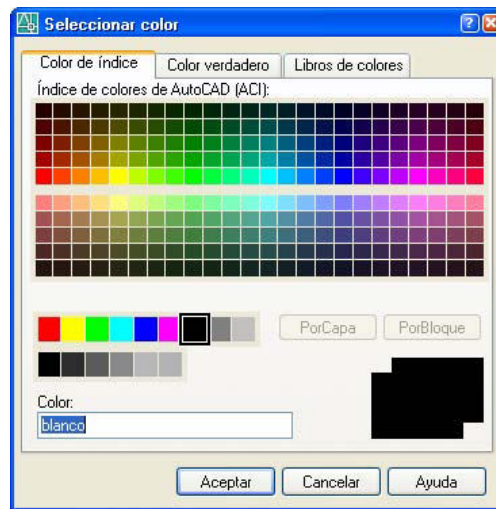 Seleccionar color
Color de índice
Color verdadero
Libros de colores
Índice de colores de AutoCAD (ACI):
PorCapa
PorBloque
Color:
blanco
Aceptar
Cancelar
Ayuda